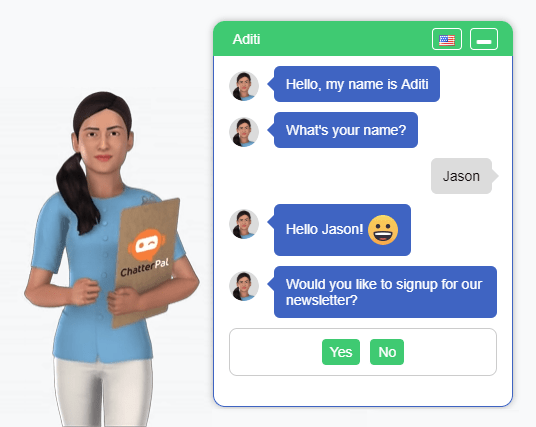 Aditi
Hello, my name is Aditi
What's your name?
Jason
Hello Jason! 😀
Would you like to signup for our
newsletter?
Yes No
ChatterPal